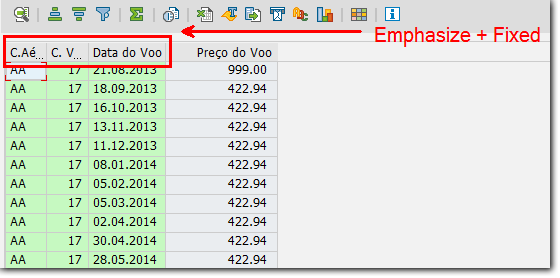 Emphasize + Fixed
C.Aé... C. V... Data do Voo Preço do Voo
AA 17 21.08.2013 999.00
AA 17 18.09.2013 422.94
AA 17 16.10.2013 422.94
AA 17 13.11.2013 422.94
AA 17 11.12.2013 422.94
AA 17 08.01.2014 422.94
AA 17 05.02.2014 422.94
AA 17 05.03.2014 422.94
AA 17 02.04.2014 422.94
AA 17 30.04.2014 422.94
AA 17 28.05.2014 422.94